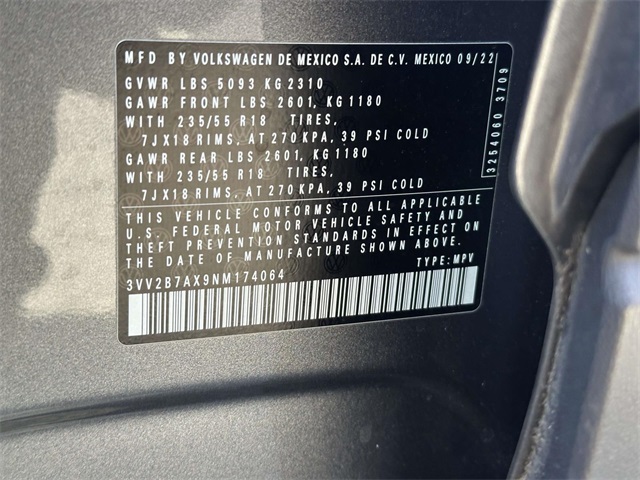 MFD BY VOLKSWAGEN DE MEXICO S.A. DE C.V. MEXICO 09/22
GVWR LBS 5093 KG 2310
GAWR FRONT LBS 2601, KG 1180
WITH 235/55 R18 TIRES,
7JX18 RIMS, AT 270 KPA, 39 PSI COLD
GAWR REAR LBS 2601, KG 1180
WITH 235/55 R18 TIRES,
7JX18 RIMS, AT 270 KPA, 39 PSI COLD
THIS VEHICLE CONFORMS TO ALL APPLICABLE
U.S. FEDERAL MOTOR VEHICLE SAFETY AND
THEFT PREVENTION STANDARDS IN EFFECT ON
THE DATE OF MANUFACTURE SHOWN ABOVE.
3VV2B7AX9NM174064 TYPE: MPV
3254060 3709